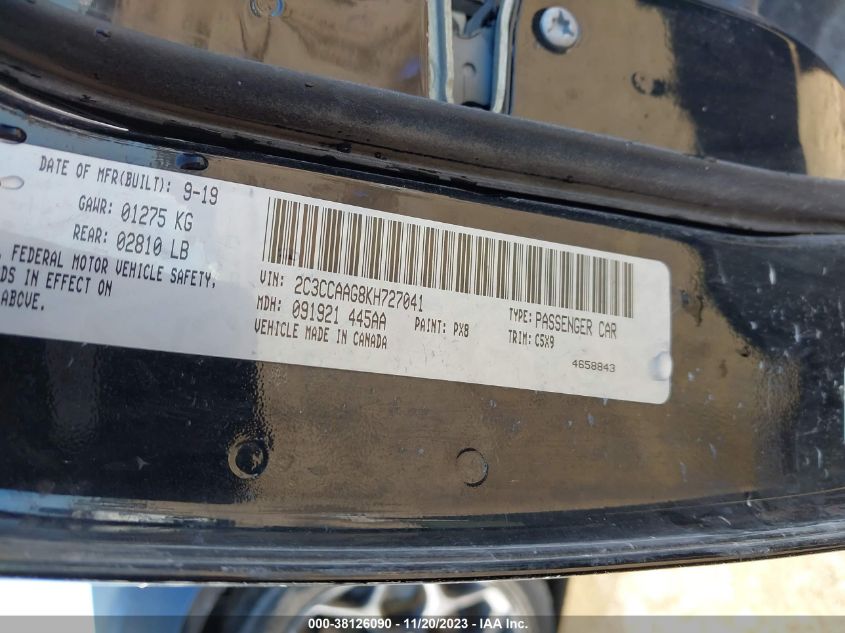 DATE OF MFR(BUILT): 9-19
GAWR: 01275 KG
REAR: 02810 LB
FEDERAL MOTOR VEHICLE SAFETY,
DS IN EFFECT ON
ABOVE.
VIN: 2C3CCAAG8KH727041
MDH: 091921 445AA
VEHICLE MADE IN CANADA
PAINT: PX8
TYPE: PASSENGER CAR
TRIM: C5X9
4658843
000-38126090 — 11/20/2023 — IAA Inc.